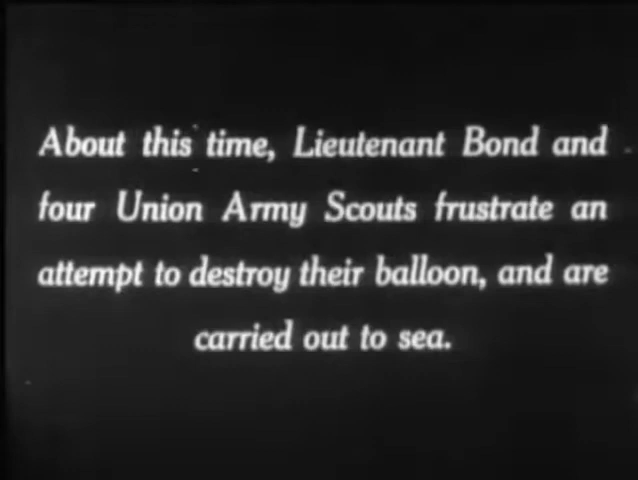 About this time, Lieutenant Bond and
four Union Army Scouts frustrate an
attempt to destroy their balloon, and are
carried out to sea.